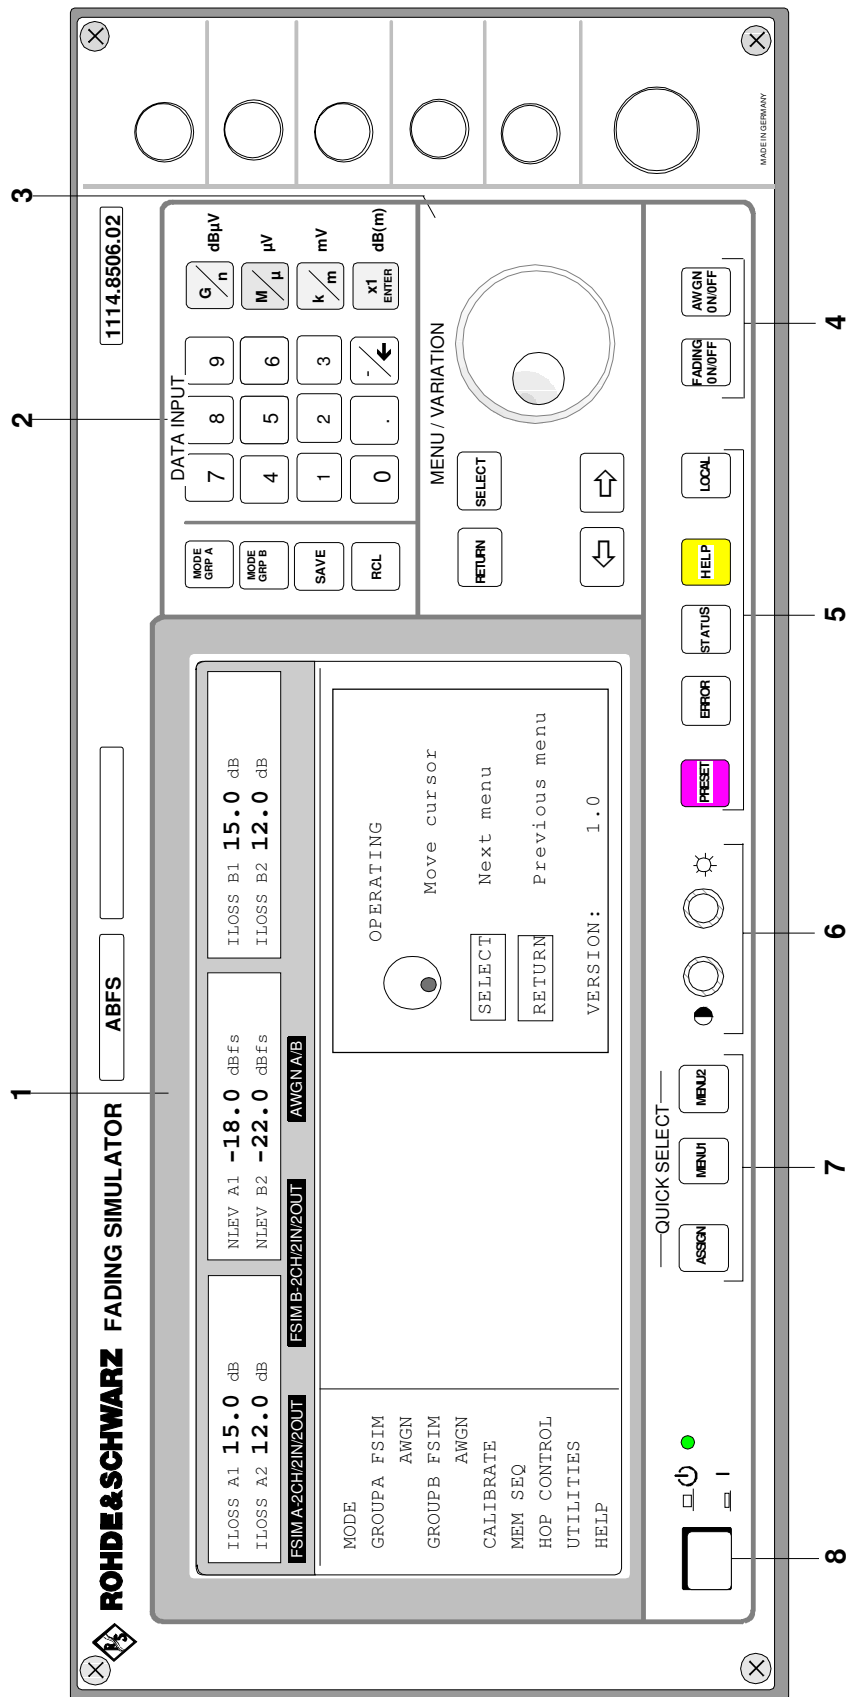 1
2
3
R&S
ROHDE&SCHWARZ FADING SIMULATOR
ABFS
1114.8506.02
ILOSS A1 15.0 dB
ILOSS A2 12.0 dB
NLEV A1 -18.0 dBfs
NLEV B2 -22.0 dBfs
ILOSS B1 15.0 dB
ILOSS B2 12.0 dB
FSIM A-2CH/2IN/2OUT
FSIM B-2CH/2IN/2OUT
AWGN A/B
MODE
GROUPA FSIM
AWGN
GROUPB FSIM
AWGN
CALIBRATE
MEM SEQ
HOP CONTROL
UTILITIES
HELP
OPERATING
Move cursor
SELECT Next menu
RETURN Previous menu
VERSION: 1.0
DATA INPUT
MODE GRP A
7
8
9
G/n
dBµV
MODE GRP B
4
5
6
M/µ
µV
SAVE
1
2
3
k/m
mV
RCL
0
.
-/←
x1 ENTER
dB(m)
MENU / VARIATION
RETURN
SELECT
⇦
⇨
QUICK SELECT
ASSIGN
MENU1
MENU2
PRESET
ERROR
STATUS
HELP
LOCAL
FADING ON/OFF
AWGN ON/OFF
MADE IN GERMANY
8
7
6
5
4